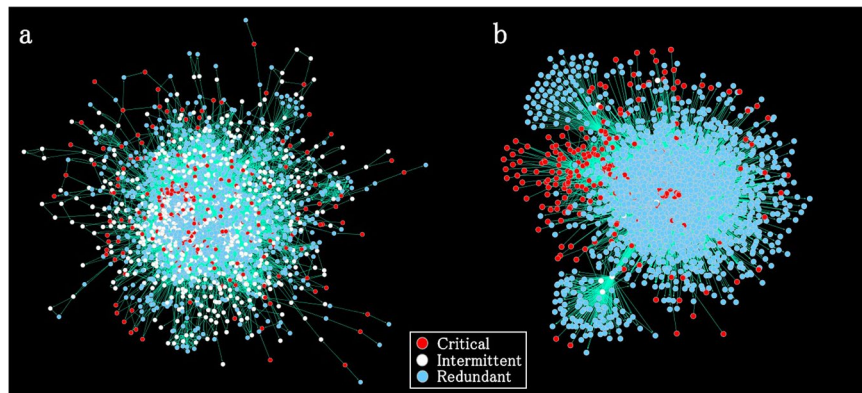 a
b
Critical
Intermittent
Redundant